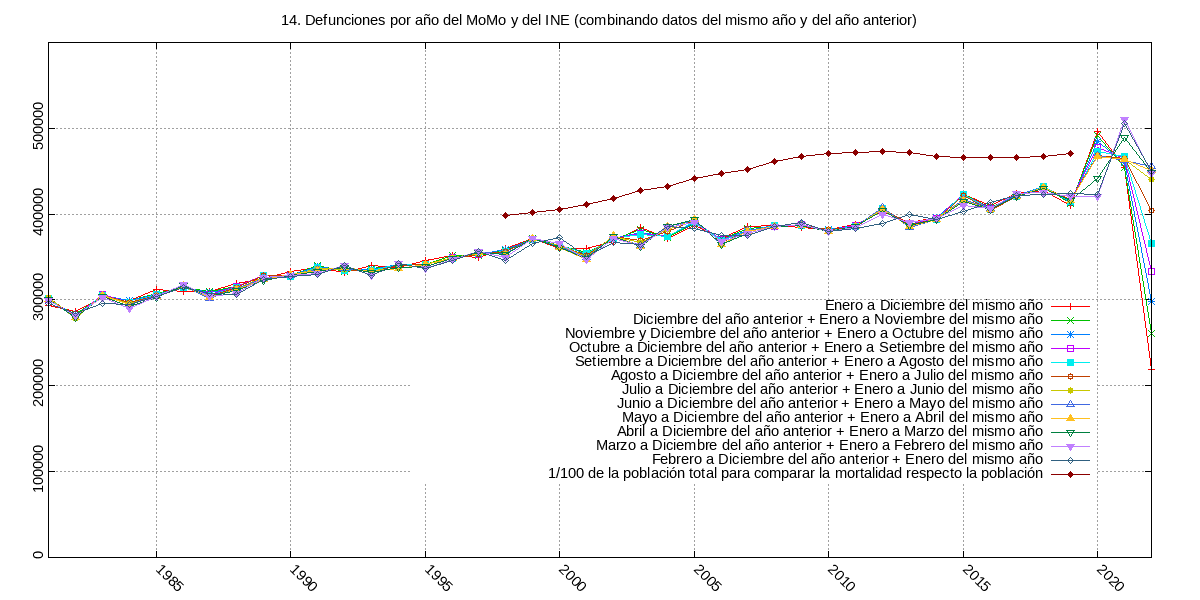 14. Defunciones por año del MoMo y del INE (combinando datos del mismo año y del año anterior)
500000
400000
300000
200000
100000
0
Enero a Diciembre del mismo año
Diciembre del año anterior + Enero a Noviembre del mismo año
Noviembre y Diciembre del año anterior + Enero a Octubre del mismo año
Octubre a Diciembre del año anterior + Enero a Setiembre del mismo año
Setiembre a Diciembre del año anterior + Enero a Agosto del mismo año
Agosto a Diciembre del año anterior + Enero a Julio del mismo año
Julio a Diciembre del año anterior + Enero a Junio del mismo año
Junio a Diciembre del año anterior + Enero a Mayo del mismo año
Mayo a Diciembre del año anterior + Enero a Abril del mismo año
Abril a Diciembre del año anterior + Enero a Marzo del mismo año
Marzo a Diciembre del año anterior + Enero a Febrero del mismo año
Febrero a Diciembre del año anterior + Enero del mismo año
1/100 de la población total para comparar la mortalidad respecto la población
1985
1990
1995
2000
2005
2010
2015
2020